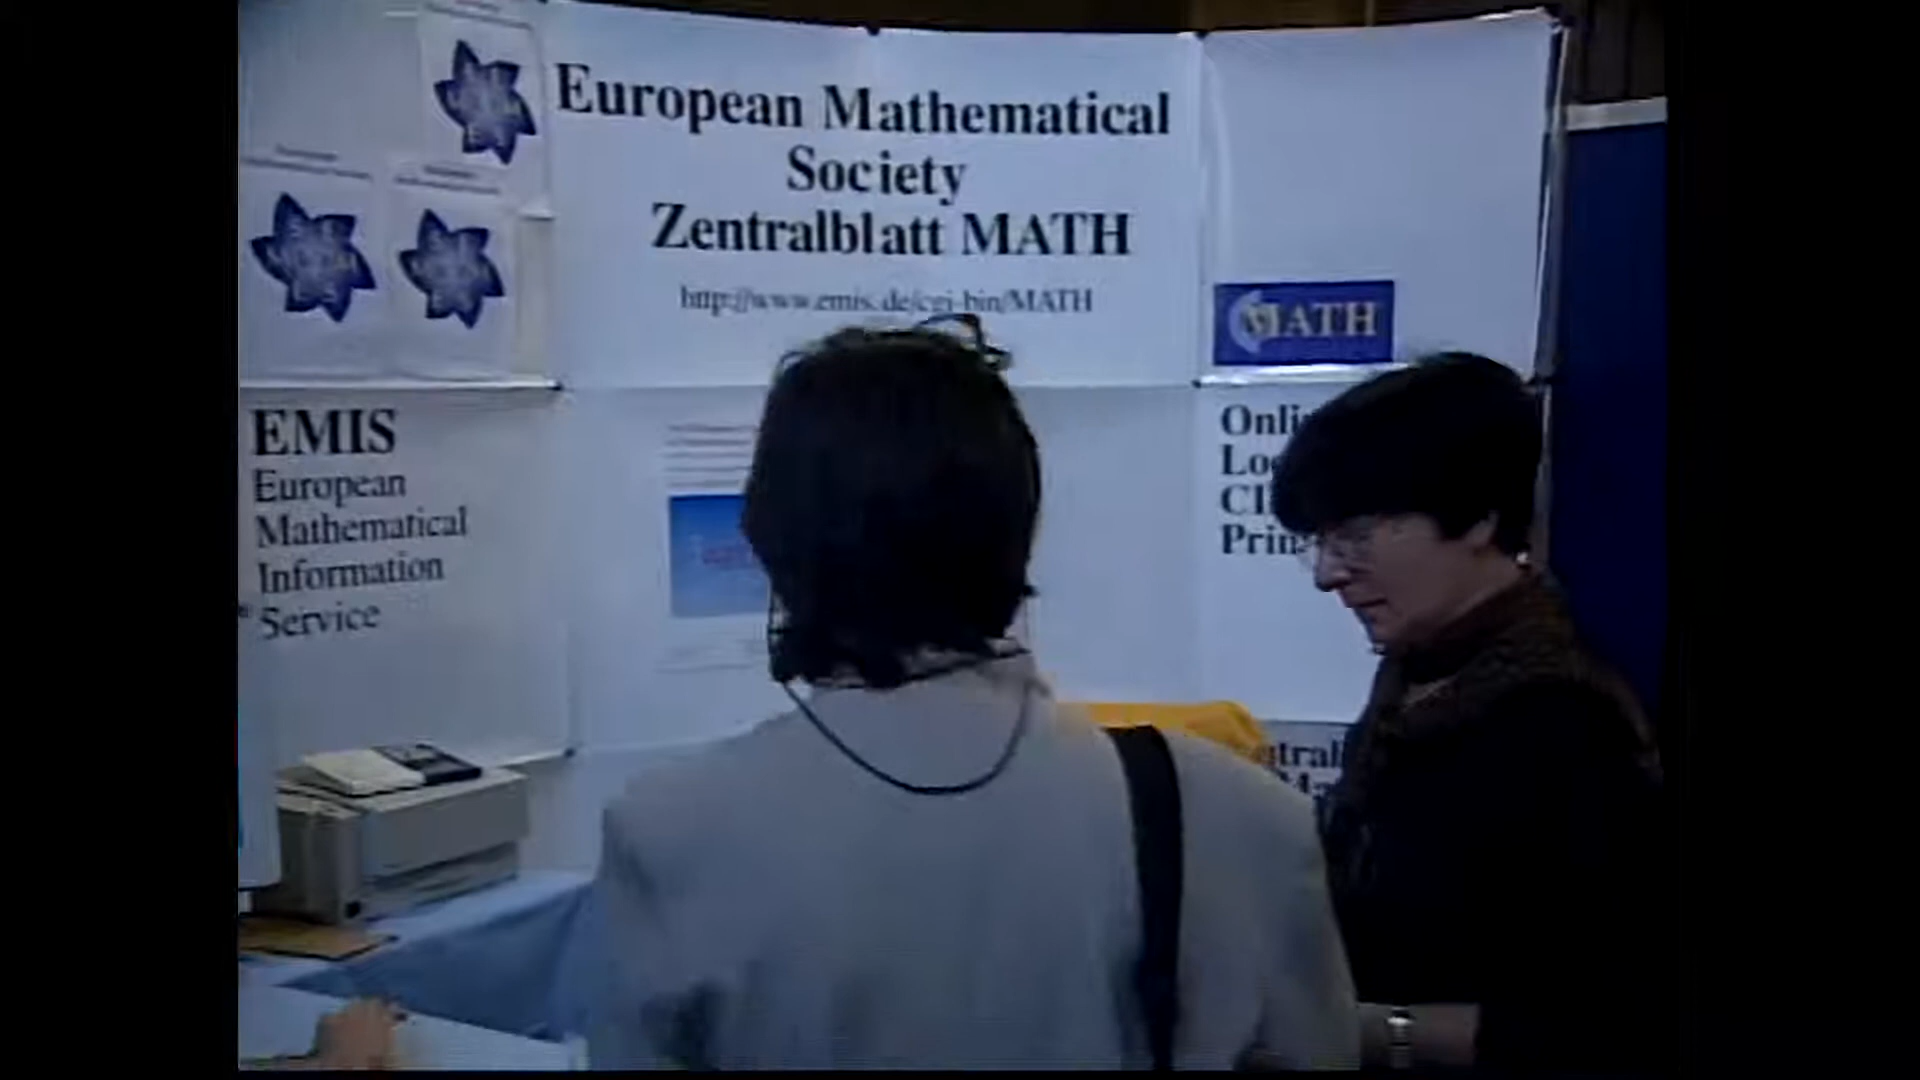 European Mathematical
Society
Zentralblatt MATH
http://www.emis.de/cgi-bin/MATH
MATH
EMIS
European
Mathematical
Information
Service